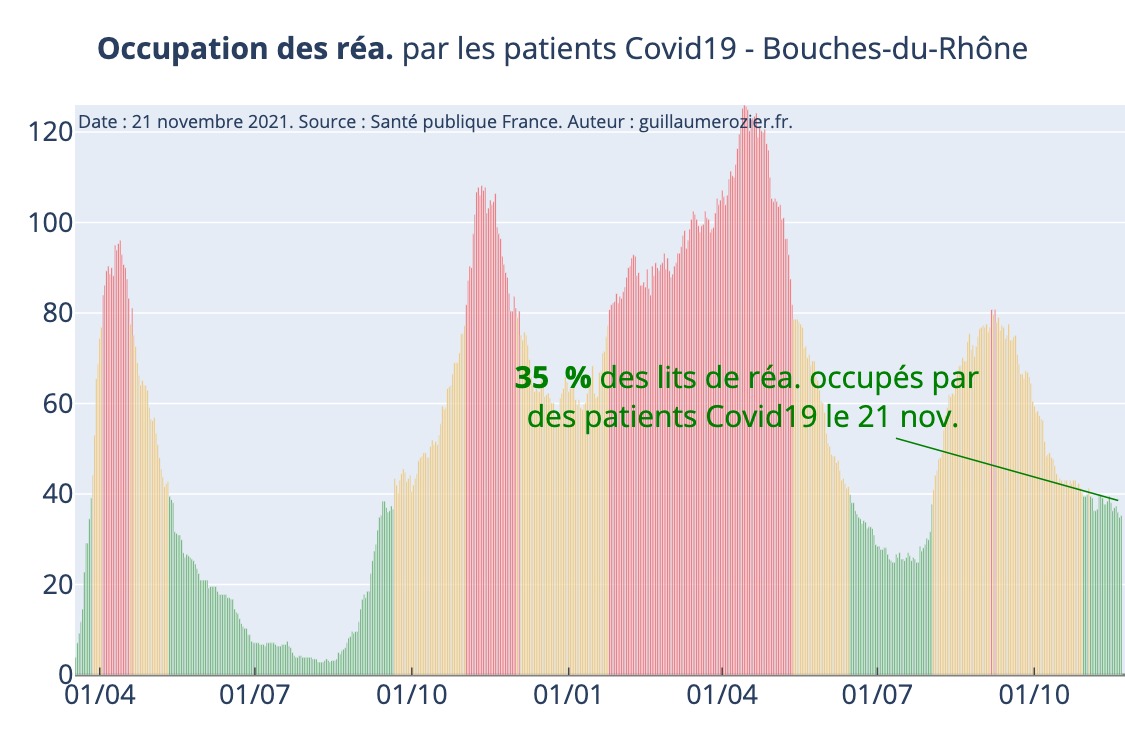 Occupation des réa. par les patients Covid19 - Bouches-du-Rhône
Date : 21 novembre 2021. Source : Santé publique France. Auteur : guillaumerozier.fr.
120
100
80
60
40
20
0
35 % des lits de réa. occupés par
des patients Covid19 le 21 nov.
01/04 01/07 01/10 01/01 01/04 01/07 01/10